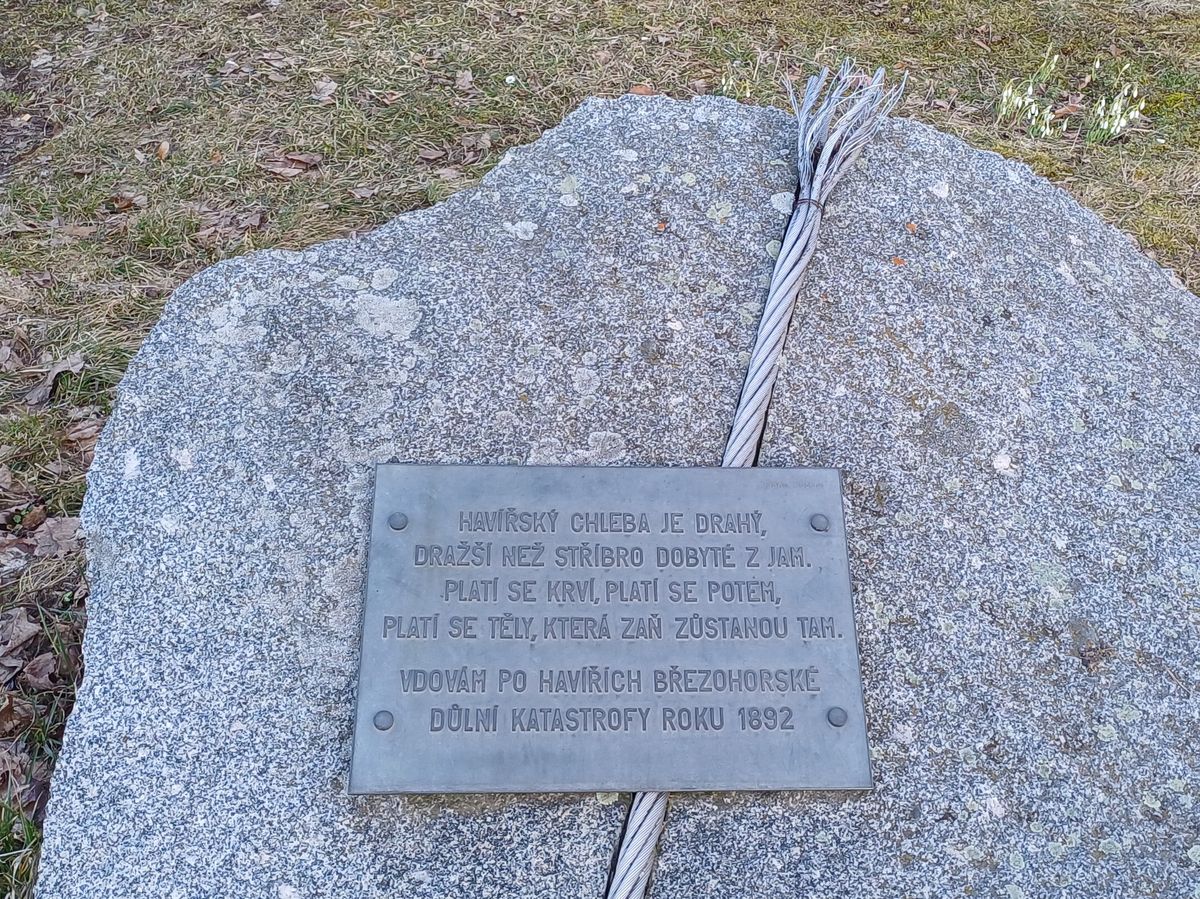 HAVÍŘSKÝ CHLEBA JE DRAHÝ,
DRAŽŠÍ NEŽ STŘÍBRO DOBYTÉ Z JAM.
PLATÍ SE KRVÍ, PLATÍ SE POTEM,
PLATÍ SE TĚLY, KTERÁ ZAŇ ZŮSTANOU TAM.
VDOVÁM PO HAVÍŘÍCH BŘEZOHORSKÉ
DŮLNÍ KATASTROFY ROKU 1892